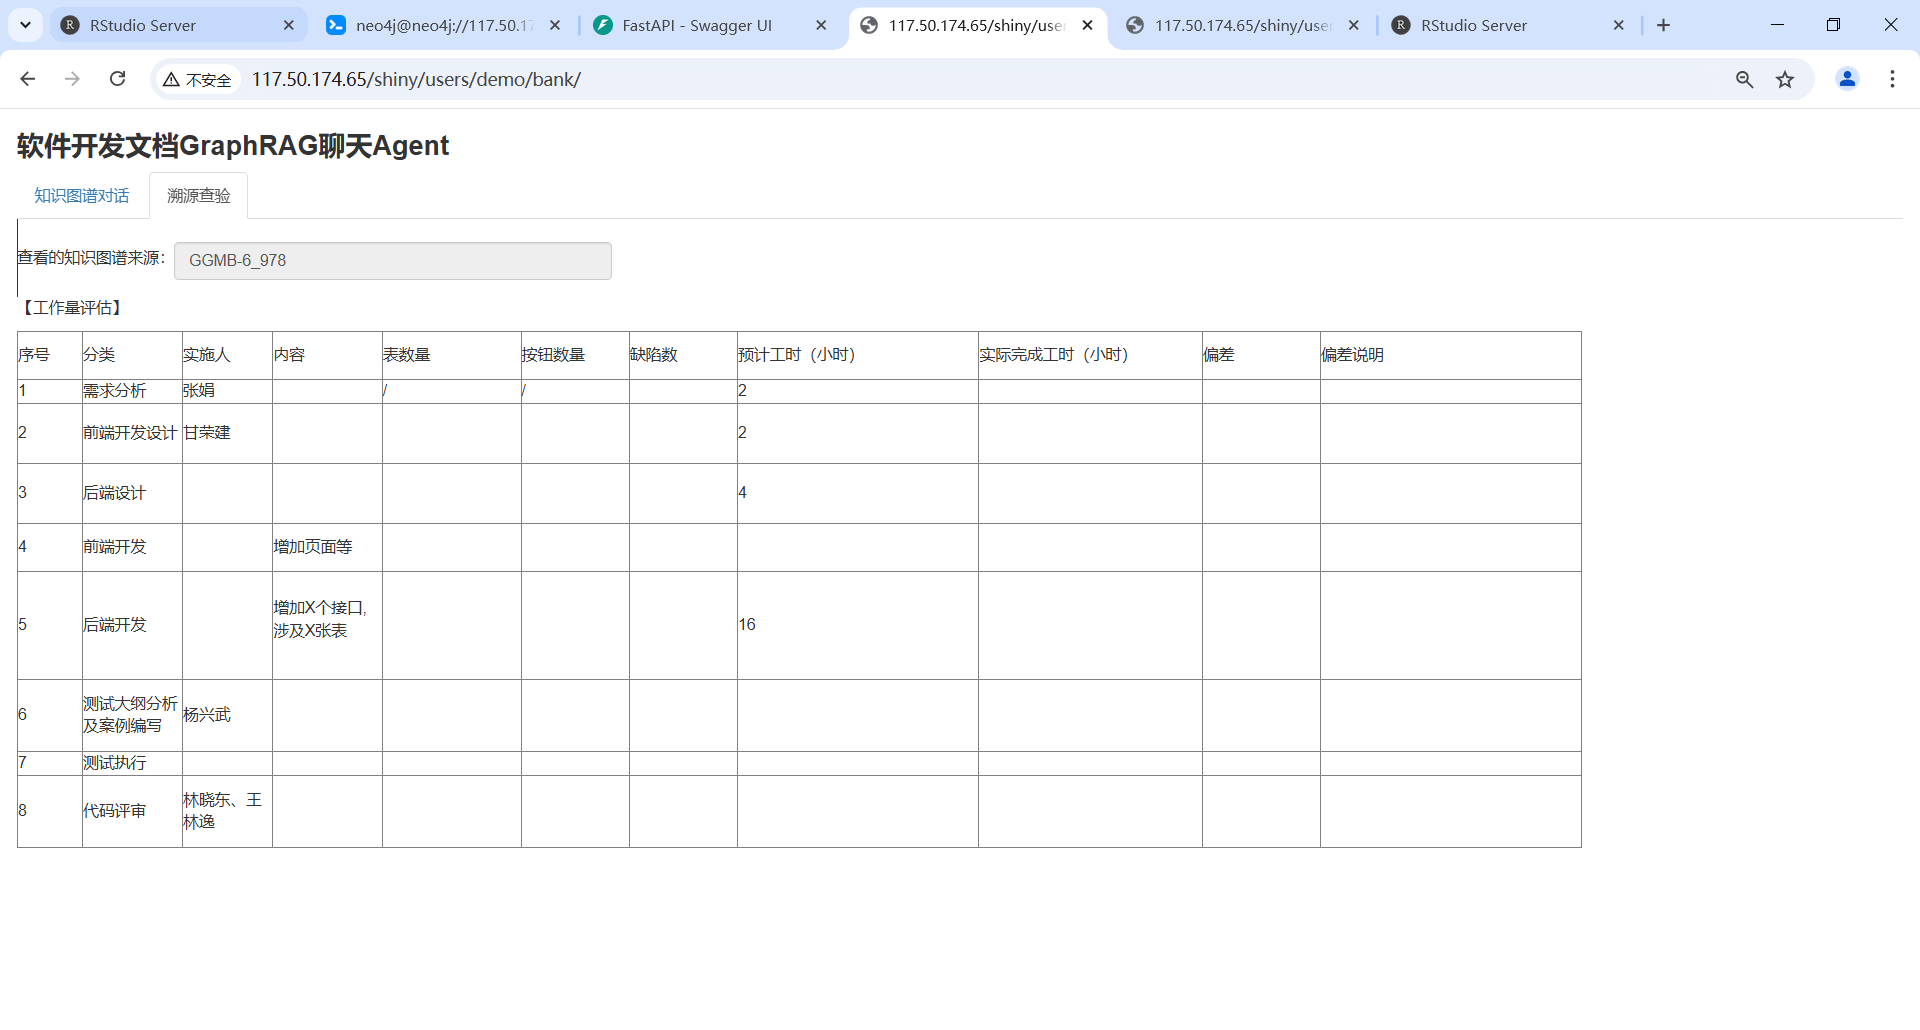 RStudio Server
neo4j@neo4j://117.50.17
FastAPI - Swagger UI
117.50.174.65/shiny/user
117.50.174.65/shiny/user
RStudio Server
不安全
117.50.174.65/shiny/users/demo/bank/
软件开发文档GraphRAG聊天Agent
知识图谱对话
溯源查验
查看的知识图谱来源：
GGMB-6_978
【工作量评估】
序号 分类 实施人 内容 表数量 按钮数量 缺陷数 预计工时（小时） 实际完成工时（小时） 偏差 偏差说明
1 需求分析 张娟 / / 2
2 前端开发设计 甘荣建 2
3 后端设计 4
4 前端开发 增加页面等
5 后端开发 增加X个接口,
涉及X张表 16
6 测试大纲分析
及案例编写 杨兴武
7 测试执行
8 代码评审 林晓东、王
林逸